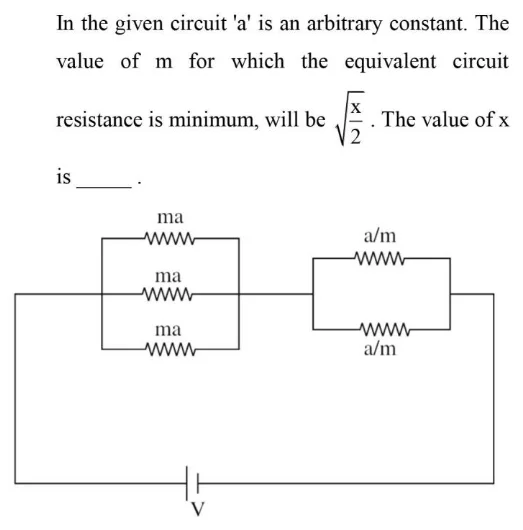 In the given circuit 'a' is an arbitrary constant. The
value of m for which the equivalent circuit
resistance is minimum, will be √(x/2) . The value of x
is _____ .
ma
a/m
ma
ma
a/m
V